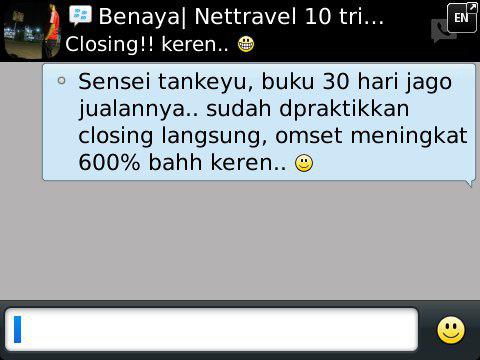 Benaya| Nettravel 10 tri...
EN
Closing!! keren..
Sensei tankeyu, buku 30 hari jago
jualannya.. sudah dpraktikkan
closing langsung, omset meningkat
600% bahh keren..